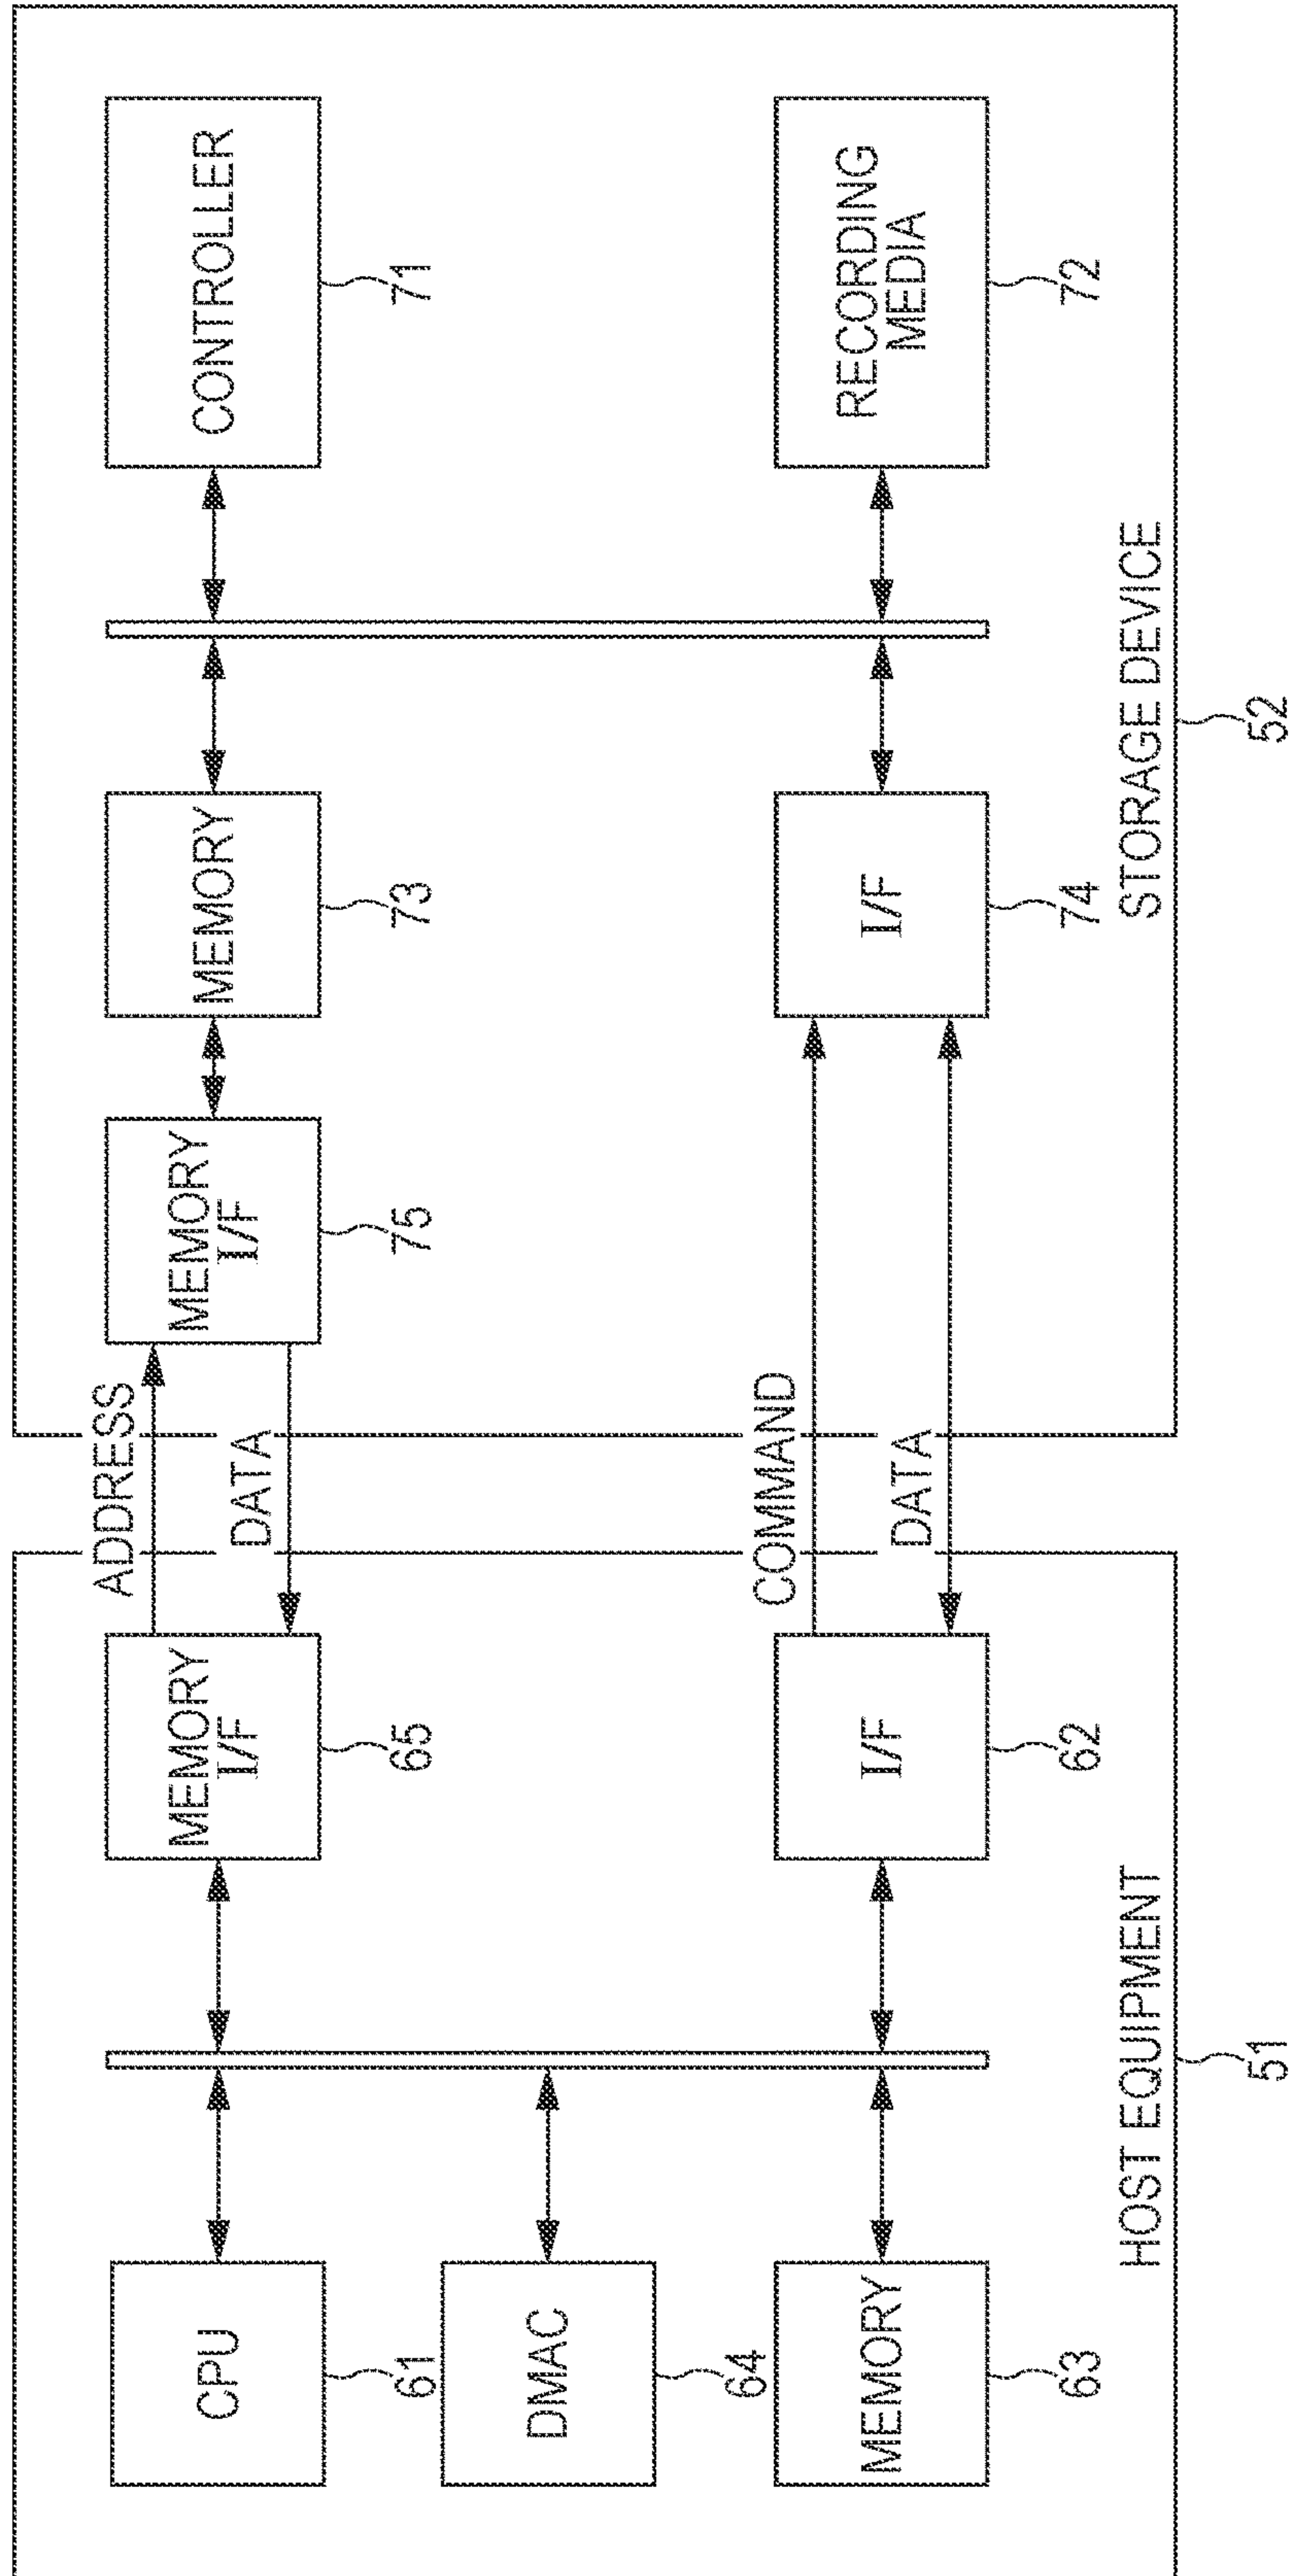 CPU
61
DMAC
64
MEMORY
63
MEMORY
I/F
65
I/F
62
HOST EQUIPMENT
51
ADDRESS
DATA
COMMAND
DATA
MEMORY
I/F
75
MEMORY
73
CONTROLLER
71
I/F
74
RECORDING
MEDIA
72
STORAGE DEVICE
52